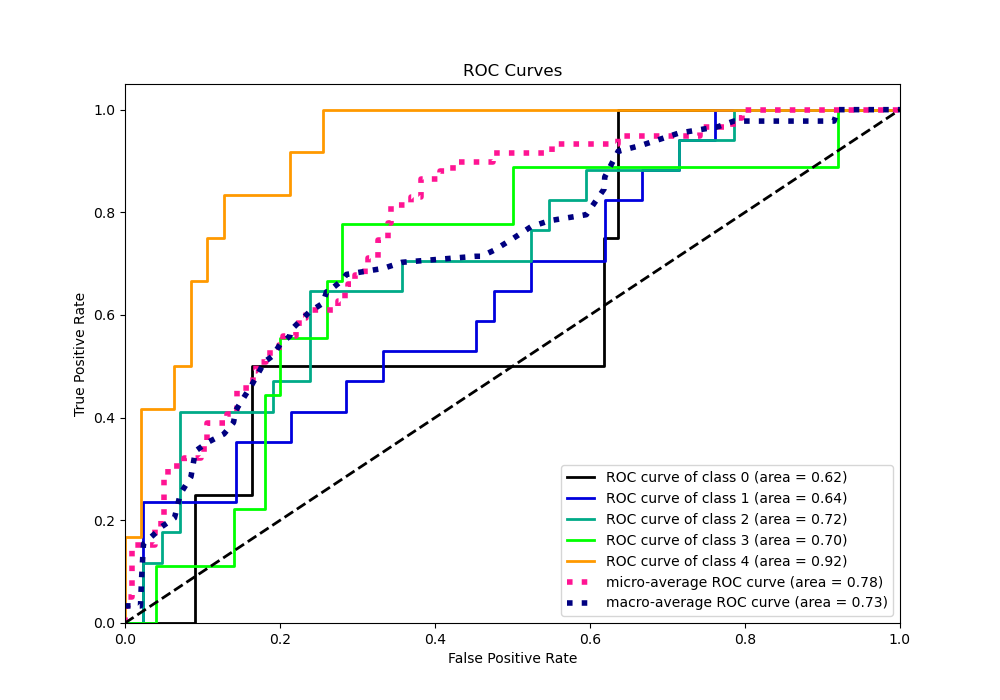 ROC Curves
True Positive Rate
1.0
0.8
0.6
0.4
0.2
0.0
0.0 0.2 0.4 0.6 0.8 1.0
False Positive Rate
ROC curve of class 0 (area = 0.62)
ROC curve of class 1 (area = 0.64)
ROC curve of class 2 (area = 0.72)
ROC curve of class 3 (area = 0.70)
ROC curve of class 4 (area = 0.92)
micro-average ROC curve (area = 0.78)
macro-average ROC curve (area = 0.73)